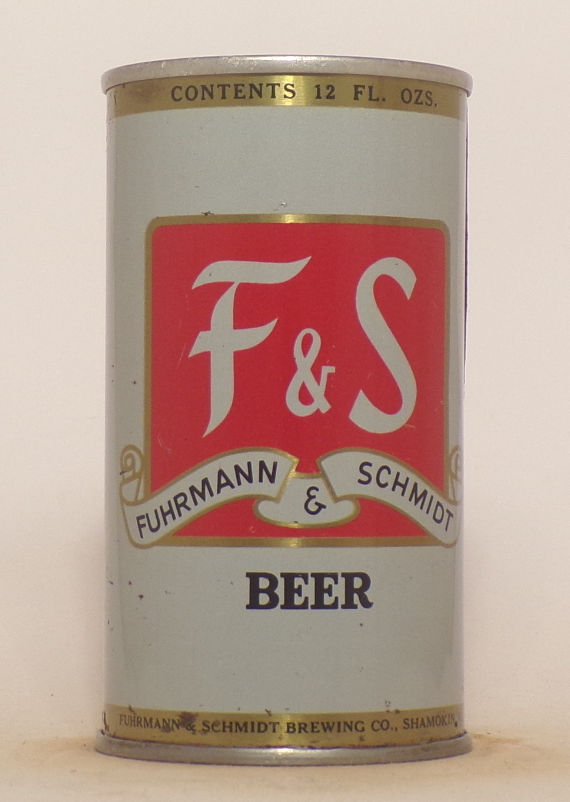 CONTENTS 12 FL. OZS.
F & S
FUHRMANN & SCHMIDT
BEER
FUHRMANN & SCHMIDT BREWING CO., SHAMOKIN,